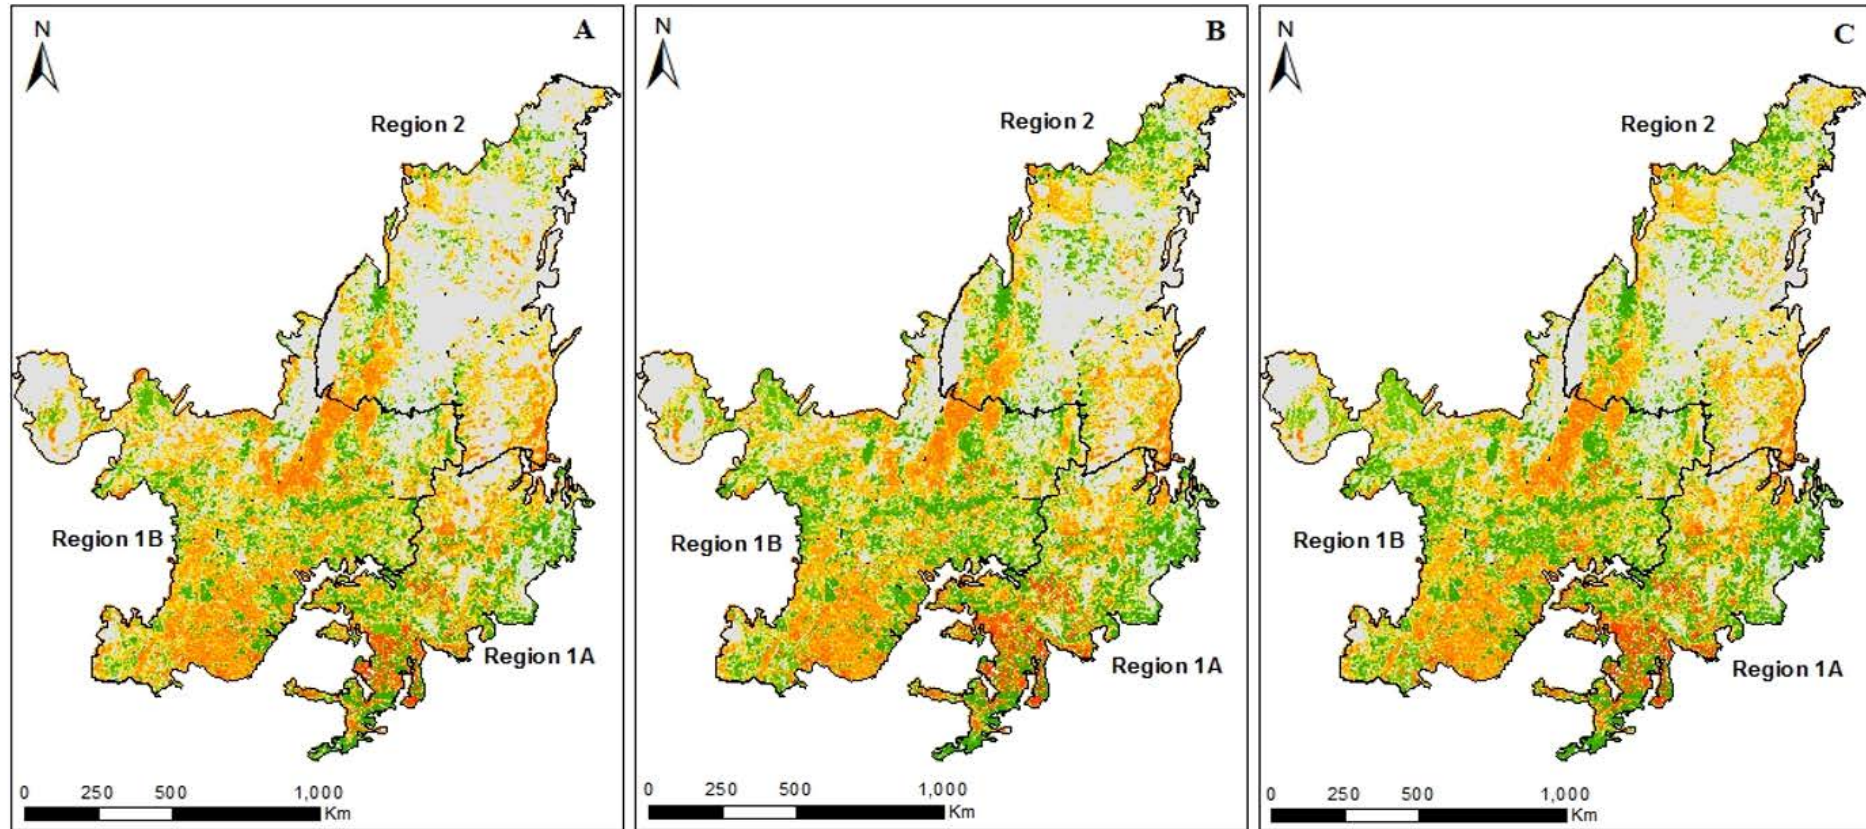 N
A
Region 2
Region 1B
Region 1A
0 250 500 1,000
Km
N
B
Region 2
Region 1B
Region 1A
0 250 500 1,000
Km
N
C
Region 2
Region 1B
Region 1A
0 250 500 1,000
Km